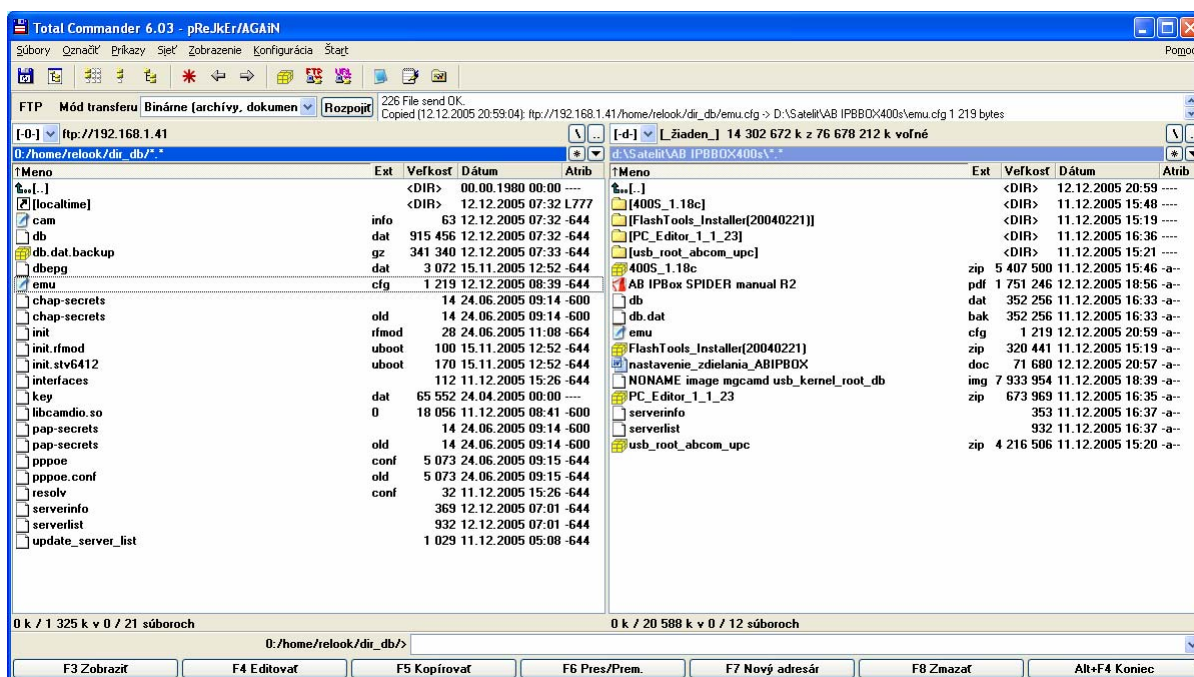 Total Commander 6.03 - pReJkEr/AGAiN
Súbory Označiť Príkazy Sieť Zobrazenie Konfigurácia Štart Pomoc
FTP Mód transferu Binárne (archívy, dokumen Rozpojiť
226 File send OK.
Copied (12.12.2005 20:59:04): ftp://192.168.1.41/home/relook/dir_db/emu.cfg -> D:\Satelit\AB IPBBOX400s\emu.cfg 1 219 bytes
[-0-] ftp://192.168.1.41 \ ..
0:/home/relook/dir_db/*.* * ▼
↑Meno Ext Veľkosť Dátum Atrib
[..] <DIR> 00.00.1980 00:00 ----
[localtime] <DIR> 12.12.2005 07:32 L777
cam info 63 12.12.2005 07:32 -644
db dat 915 456 12.12.2005 07:32 -644
db.dat.backup gz 341 340 12.12.2005 07:33 -644
dbepg dat 3 072 15.11.2005 12:52 -644
emu cfg 1 219 12.12.2005 08:39 -644
chap-secrets 14 24.06.2005 09:14 -600
chap-secrets old 14 24.06.2005 09:14 -600
init rfmod 28 24.06.2005 11:08 -664
init.rfmod uboot 100 15.11.2005 12:52 -644
init.stv6412 uboot 170 15.11.2005 12:52 -644
interfaces 112 11.12.2005 15:26 -644
key dat 65 552 24.04.2005 00:00 ----
libcamdio.so 0 18 056 11.12.2005 08:41 -600
pap-secrets 14 24.06.2005 09:14 -600
pap-secrets old 14 24.06.2005 09:14 -600
pppoe conf 5 073 24.06.2005 09:15 -644
pppoe.conf old 5 073 24.06.2005 09:15 -644
resolv conf 32 11.12.2005 15:26 -644
serverinfo 369 12.12.2005 07:01 -644
serverlist 932 12.12.2005 07:01 -644
update_server_list 1 029 11.12.2005 05:08 -644
0 k / 1 325 k v 0 / 21 súboroch
[-d-] [_žiaden_] 14 302 672 k z 76 678 212 k voľné \ ..
d:\Satelit\AB IPBBOX400s\*.* * ▼
↑Meno Ext Veľkosť Dátum Atrib
[..] <DIR> 12.12.2005 20:59 ----
[400S_1.18c] <DIR> 11.12.2005 15:48 ----
[FlashTools_Installer(20040221)] <DIR> 11.12.2005 15:19 ----
[PC_Editor_1_1_23] <DIR> 11.12.2005 16:36 ----
[usb_root_abcom_upc] <DIR> 11.12.2005 15:21 ----
400S_1.18c zip 5 407 500 11.12.2005 15:46 -a--
AB IPBox SPIDER manual R2 pdf 1 751 246 12.12.2005 18:56 -a--
db dat 352 256 11.12.2005 16:33 -a--
db.dat bak 352 256 11.12.2005 16:33 -a--
emu cfg 1 219 12.12.2005 20:59 -a--
FlashTools_Installer(20040221) zip 320 441 11.12.2005 15:19 -a--
nastavenie_zdielania_ABIPBOX doc 71 680 12.12.2005 20:57 -a--
NONAME image mgcamd usb_kernel_root_db img 7 933 954 11.12.2005 18:39 -a--
PC_Editor_1_1_23 zip 673 969 11.12.2005 16:35 -a--
serverinfo 353 11.12.2005 16:37 -a--
serverlist 932 11.12.2005 16:37 -a--
usb_root_abcom_upc zip 4 216 506 11.12.2005 15:20 -a--
0 k / 20 588 k v 0 / 12 súboroch
0:/home/relook/dir_db/>
F3 Zobraziť F4 Editovať F5 Kopírovať F6 Pres/Prem. F7 Nový adresár F8 Zmazať Alt+F4 Koniec